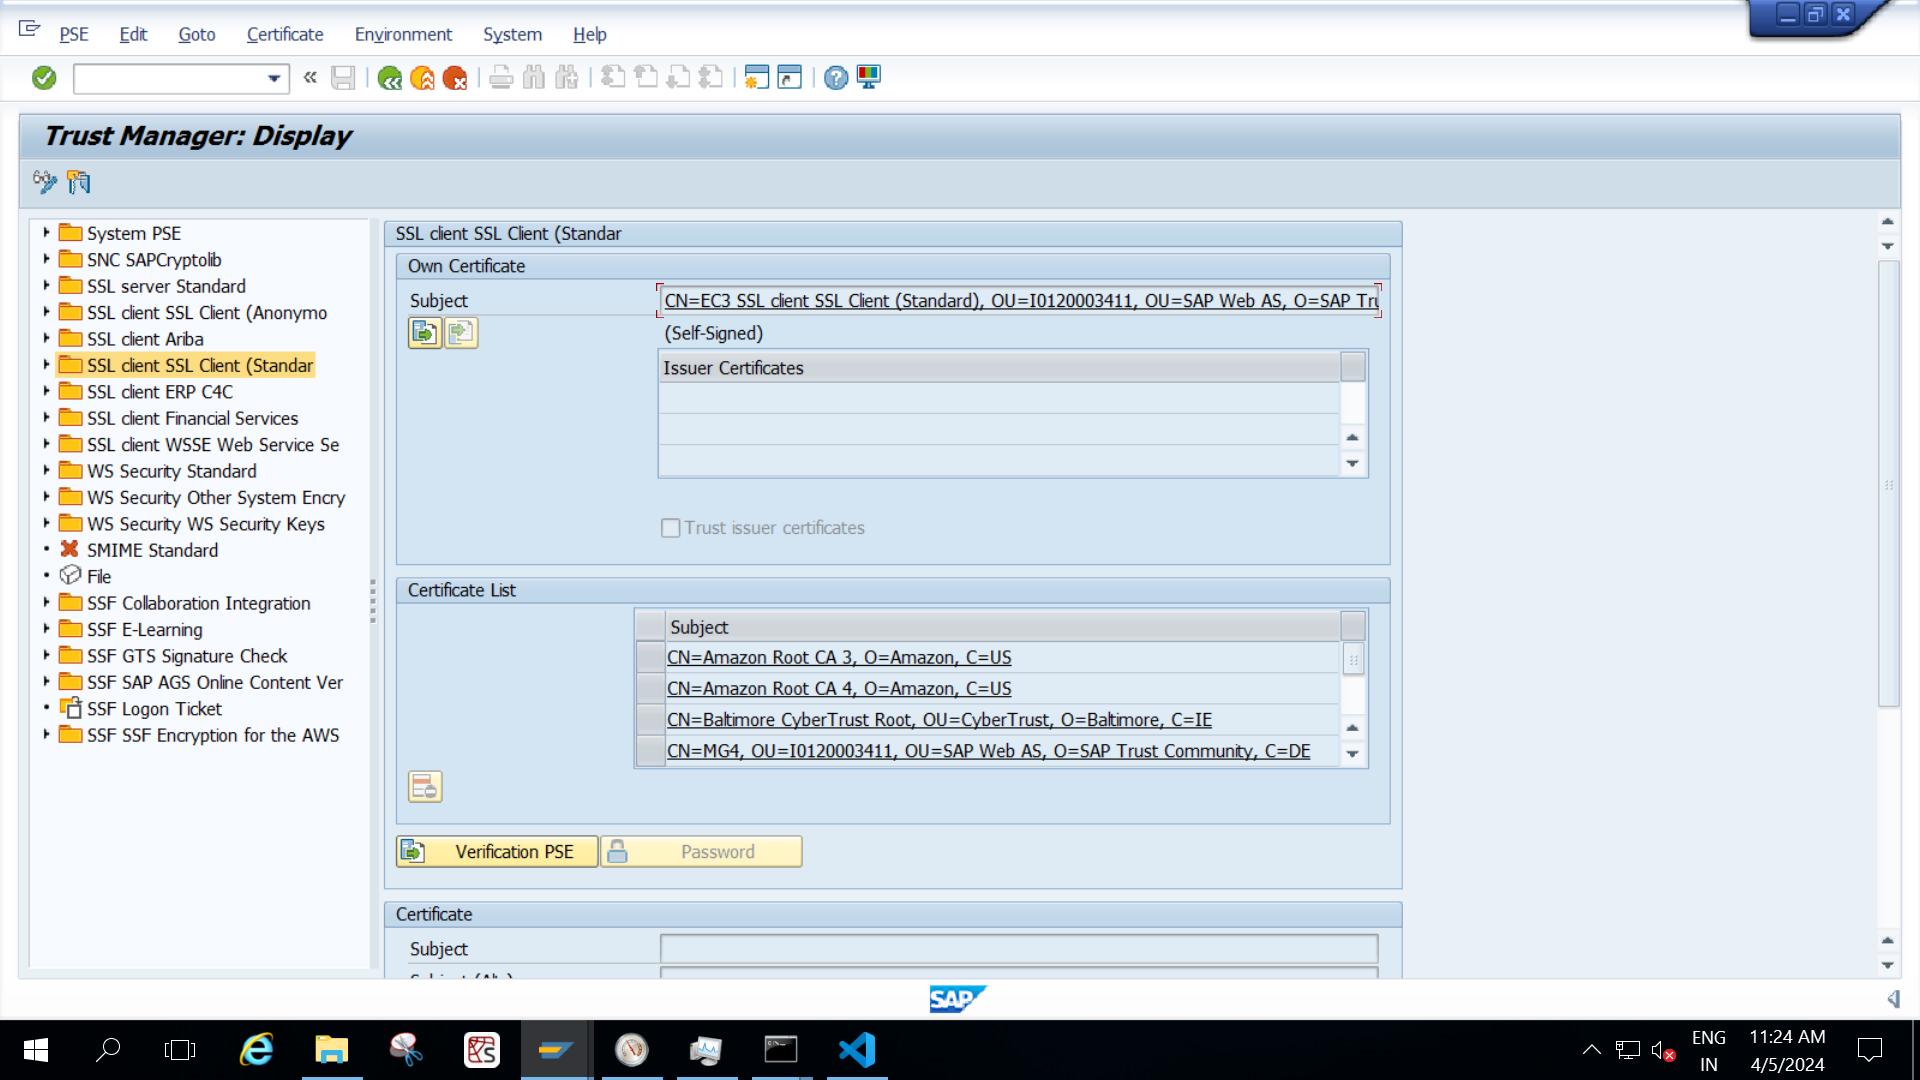 PSE Edit Goto Certificate Environment System Help
Trust Manager: Display
System PSE
SNC SAPCryptolib
SSL server Standard
SSL client SSL Client (Anonymo
SSL client Ariba
SSL client SSL Client (Standar
SSL client ERP C4C
SSL client Financial Services
SSL client WSSE Web Service Se
WS Security Standard
WS Security Other System Encry
WS Security WS Security Keys
SMIME Standard
File
SSF Collaboration Integration
SSF E-Learning
SSF GTS Signature Check
SSF SAP AGS Online Content Ver
SSF Logon Ticket
SSF SSF Encryption for the AWS
SSL client SSL Client (Standar
Own Certificate
Subject CN=EC3 SSL client SSL Client (Standard), OU=I0120003411, OU=SAP Web AS, O=SAP Tru
(Self-Signed)
Issuer Certificates
Trust issuer certificates
Certificate List
Subject
CN=Amazon Root CA 3, O=Amazon, C=US
CN=Amazon Root CA 4, O=Amazon, C=US
CN=Baltimore CyberTrust Root, OU=CyberTrust, O=Baltimore, C=IE
CN=MG4, OU=I0120003411, OU=SAP Web AS, O=SAP Trust Community, C=DE
Verification PSE Password
Certificate
Subject
SAP
ENG 11:24 AM
IN 4/5/2024